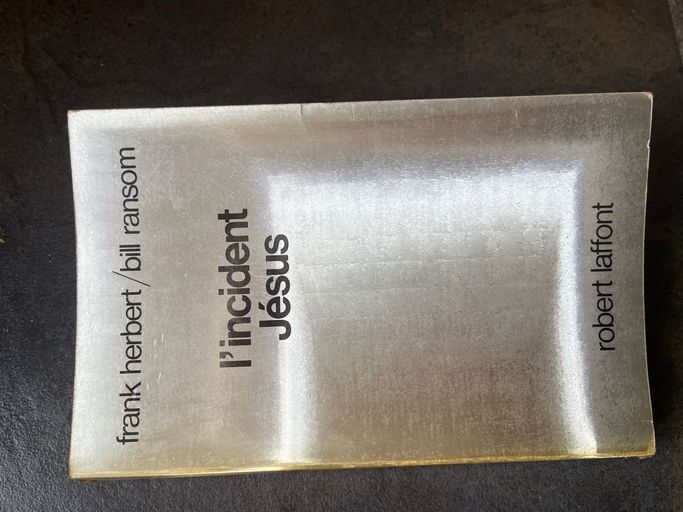 frank herbert/bill ransom
l'incident
Jésus
robert laffont